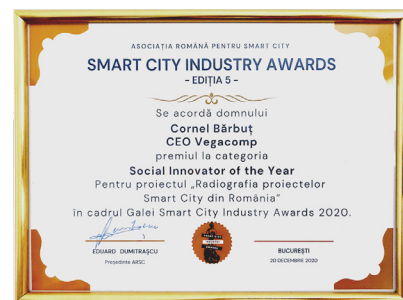 ASOCIAȚIA ROMÂNĂ PENTRU SMART CITY
SMART CITY INDUSTRY AWARDS
- EDIȚIA 5 -
Se acordă domnului
Cornel Bărbuț
CEO Vegacomp
premiul la categoria
Social Innovator of the Year
Pentru proiectul „Radiografia proiectelor
Smart City din România”
în cadrul Galei Smart City Industry Awards 2020.
EDUARD DUMITRAȘCU
Președinte ARSC
BUCUREȘTI
20 DECEMBRIE 2020